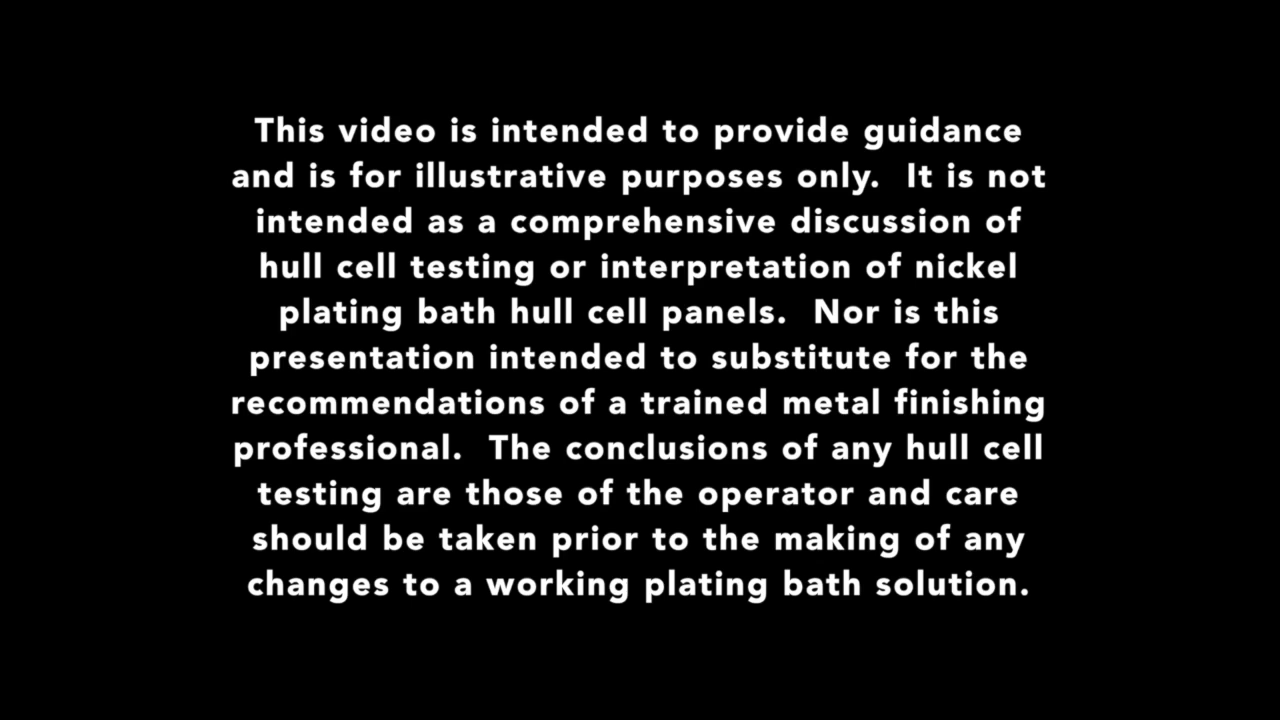 This video is intended to provide guidance
and is for illustrative purposes only.  It is not
intended as a comprehensive discussion of
hull cell testing or interpretation of nickel
plating bath hull cell panels.  Nor is this
presentation intended to substitute for the
recommendations of a trained metal finishing
professional.  The conclusions of any hull cell
testing are those of the operator and care
should be taken prior to the making of any
changes to a working plating bath solution.